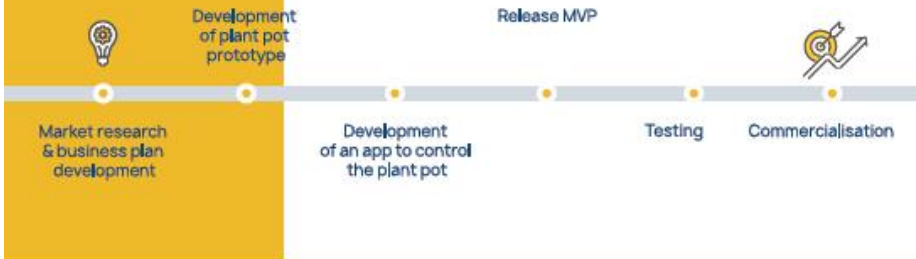 Development
of plant pot
prototype
Release MVP
Market research
& business plan
development
Development
of an app to control
the plant pot
Testing
Commercialisation